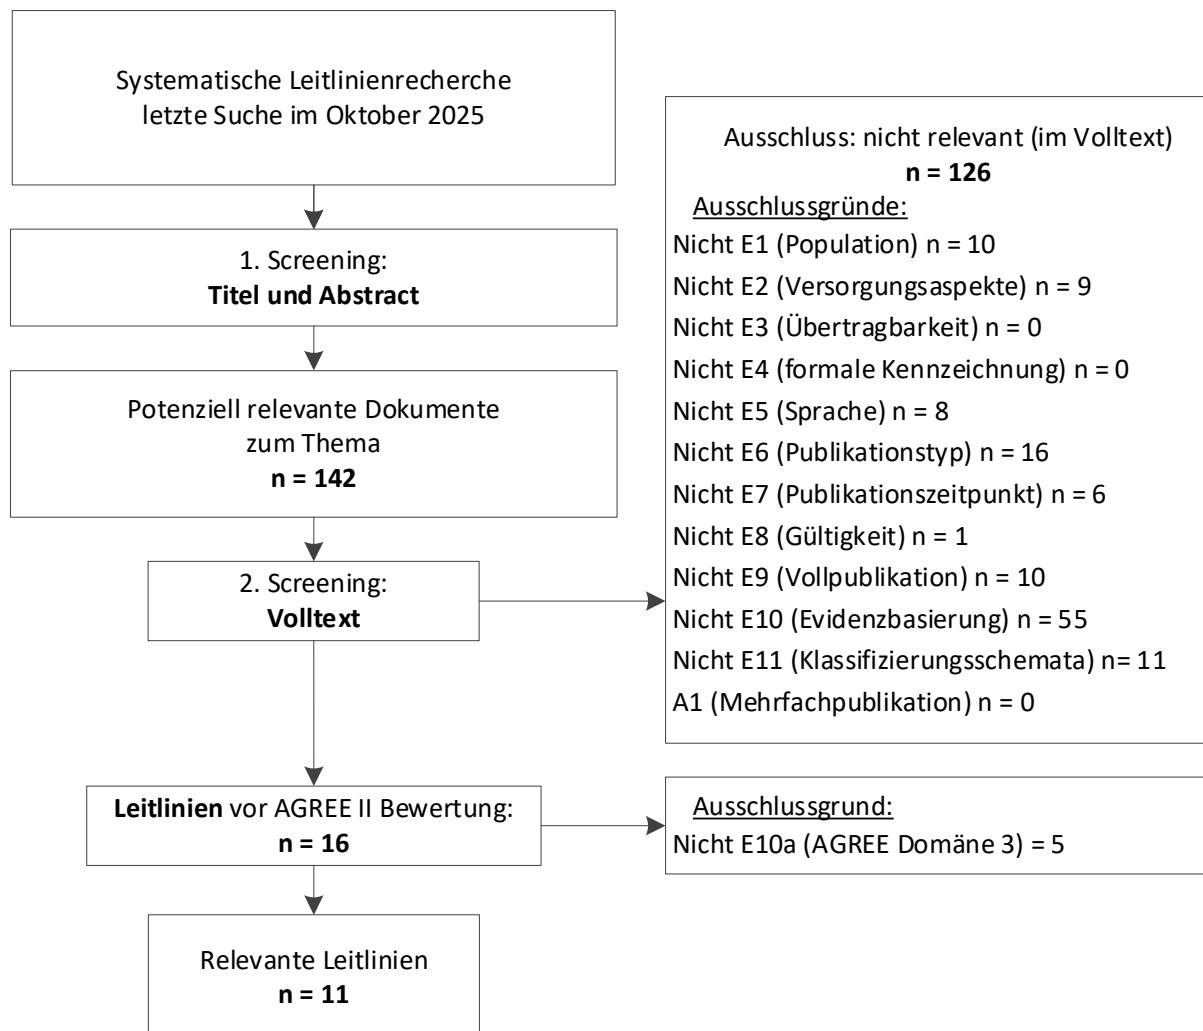 Systematische Leitlinienrecherche
letzte Suche im Oktober 2025
1. Screening:
Titel und Abstract
Potenziell relevante Dokumente
zum Thema
n = 142
2. Screening:
Volltext
Ausschluss: nicht relevant (im Volltext)
n = 126
Ausschlussgründe:
Nicht E1 (Population) n = 10
Nicht E2 (Versorgungsaspekte) n = 9
Nicht E3 (Übertragbarkeit) n = 0
Nicht E4 (formale Kennzeichnung) n = 0
Nicht E5 (Sprache) n = 8
Nicht E6 (Publikationstyp) n = 16
Nicht E7 (Publikationszeitpunkt) n = 6
Nicht E8 (Gültigkeit) n = 1
Nicht E9 (Vollpublikation) n = 10
Nicht E10 (Evidenzbasierung) n = 55
Nicht E11 (Klassifizierungsschemata) n= 11
A1 (Mehrfachpublikation) n = 0
Leitlinien vor AGREE II Bewertung:
n = 16
Ausschlussgrund:
Nicht E10a (AGREE Domäne 3) = 5
Relevante Leitlinien
n = 11